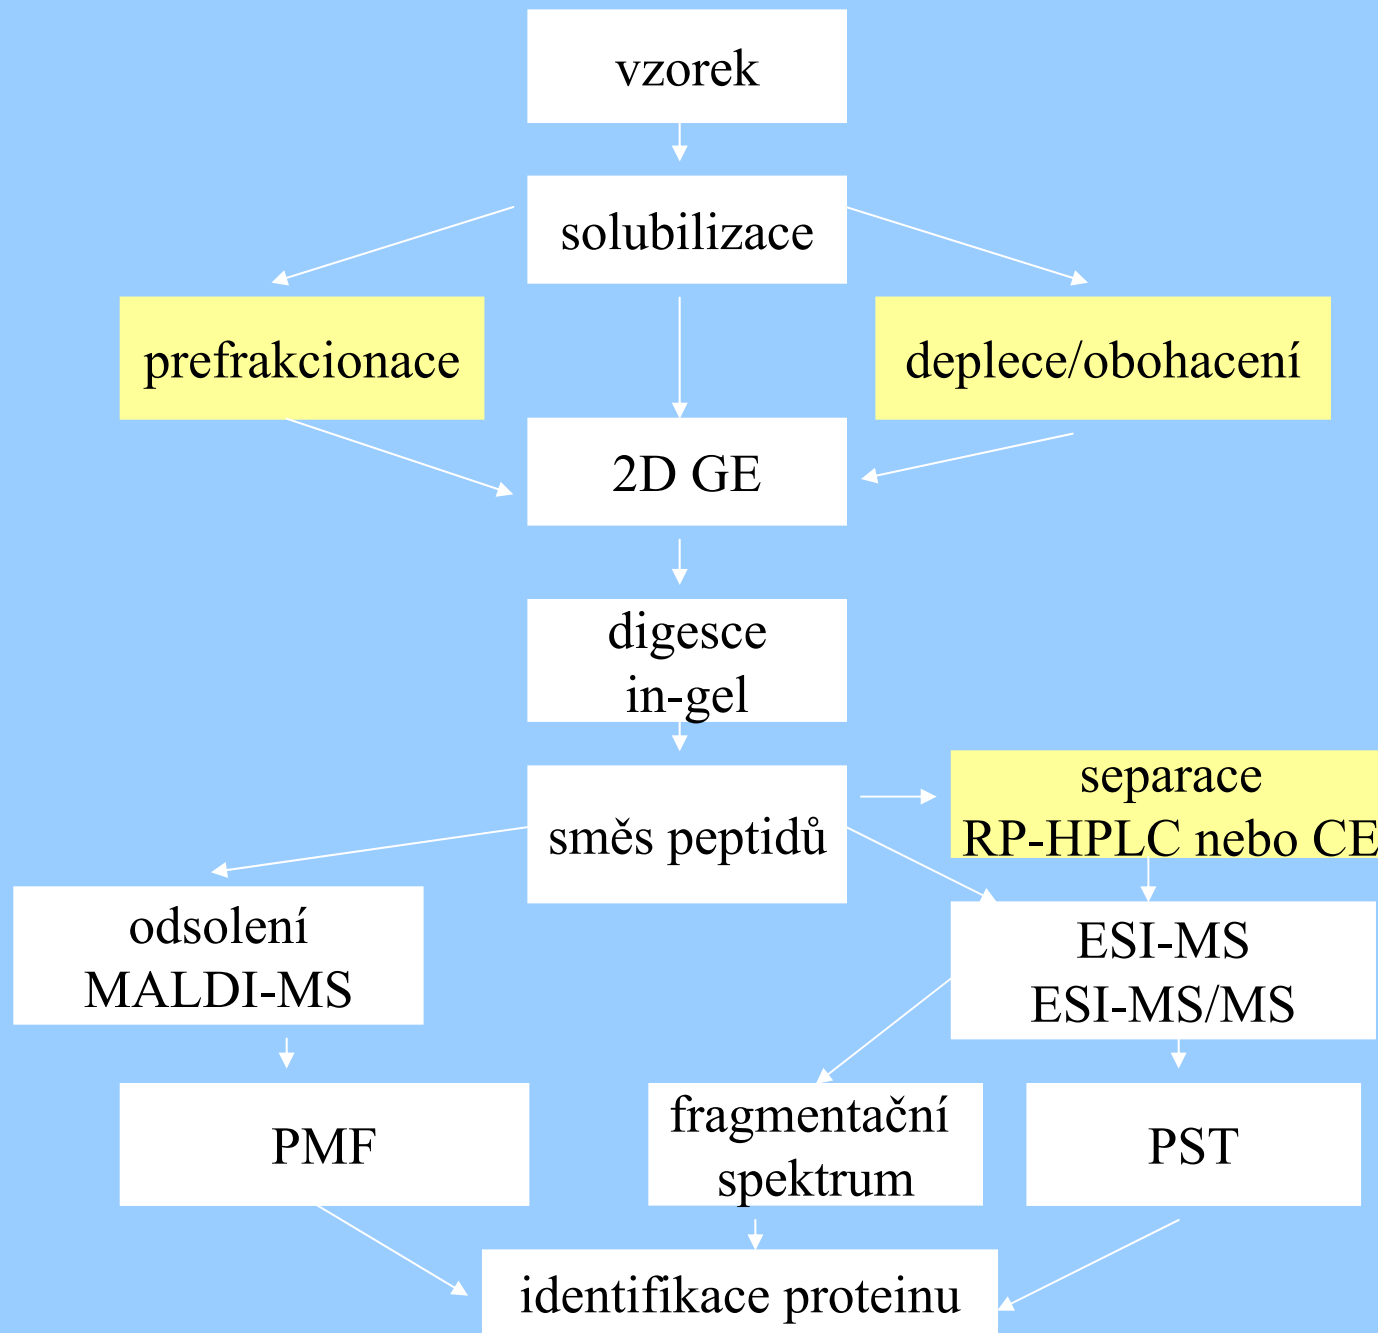 vzorek
solubilizace
prefrakcionace
deplece/obohacení
2D GE
digesce
in-gel
směs peptidů
separace
RP-HPLC nebo CE
odsolení
MALDI-MS
ESI-MS
ESI-MS/MS
PMF
fragmentační
spektrum
PST
identifikace proteinu